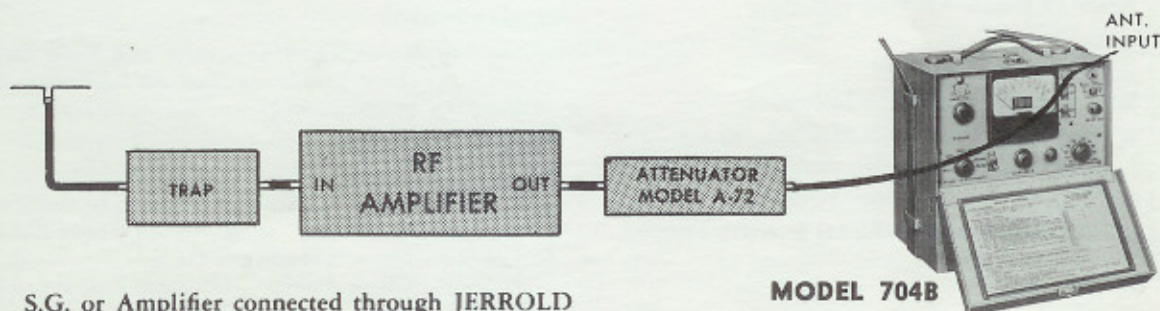 ANT.
INPUT
TRAP
IN
RF
AMPLIFIER
OUT
ATTENUATOR
MODEL A-72
MODEL 704B
S.G. or Amplifier connected through JERROLD